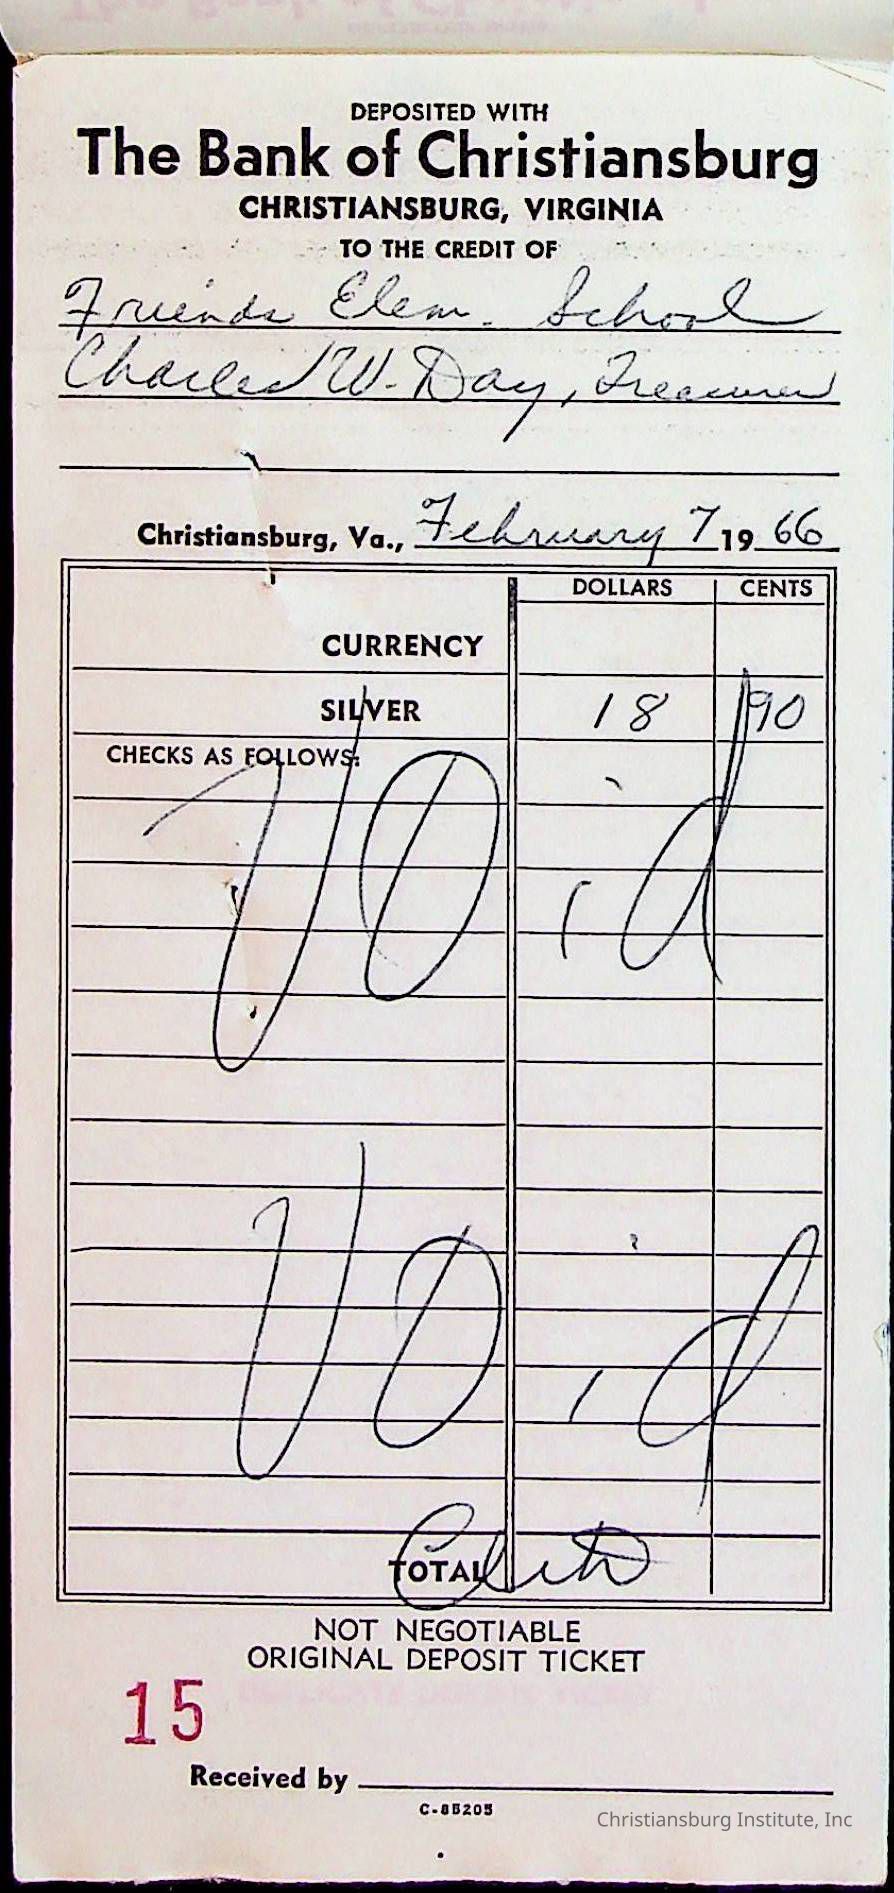 DEPOSITED WITH
The Bank of Christiansburg
CHRISTIANSBURG, VIRGINIA
TO THE CREDIT OF
Friends Elem. School
Charles W. Day, Treasurer
Christiansburg, Va., February 7 19 66
DOLLARS CENTS
CURRENCY
SILVER 18 90
CHECKS AS FOLLOWS:
Void
Void
TOTAL
NOT NEGOTIABLE
ORIGINAL DEPOSIT TICKET
15
Received by
C-85205
Christiansburg Institute, Inc